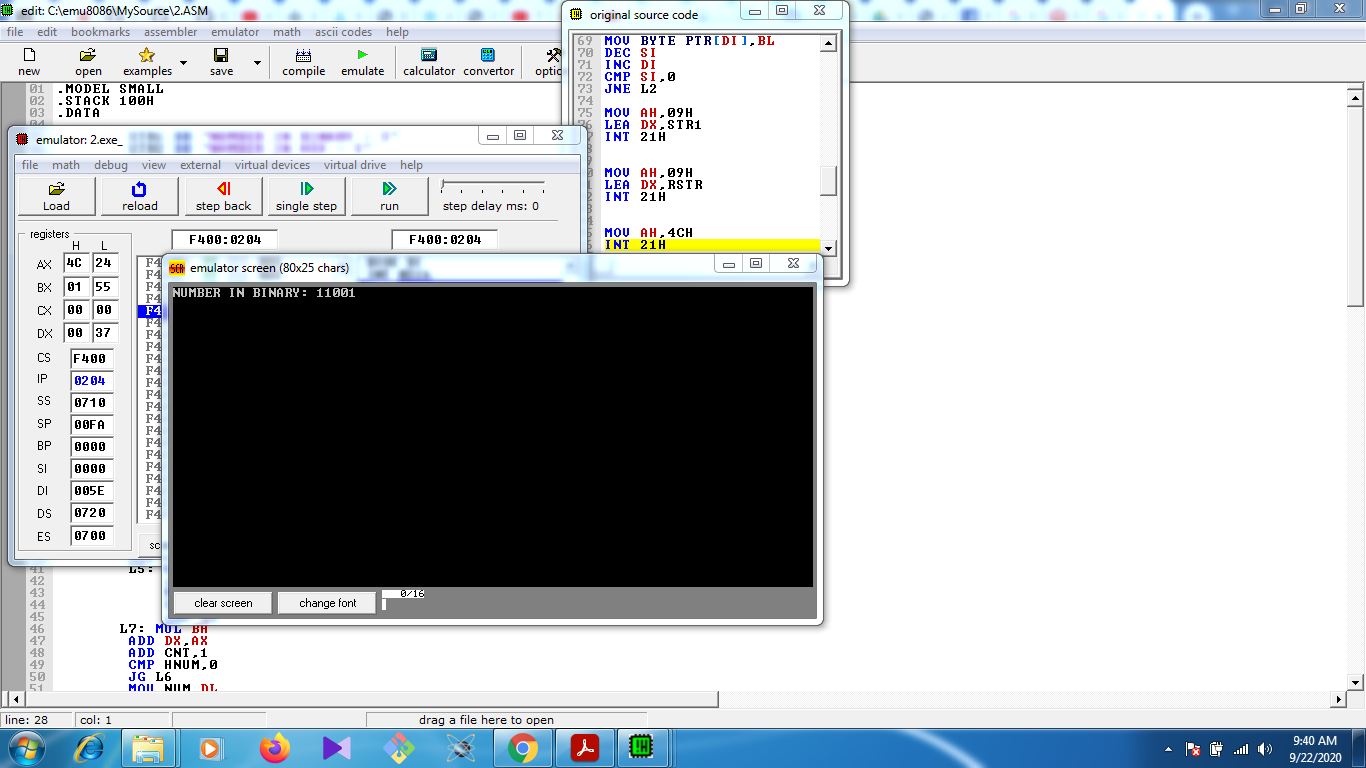 edit: C:\emu8086\MySource\2.ASM
file edit bookmarks assembler emulator math ascii codes help
new open examples save compile emulate calculator convertor
01 .MODEL SMALL
02 .STACK 100H
03 .DATA
original source code
69 MOV BYTE PTR[DI],BL
70 DEC SI
71 INC DI
72 CMP SI,0
73 JNE L2
74
75 MOV AH,09H
LEA DX,STR1
INT 21H
MOV AH,09H
LEA DX,RSTR
INT 21H
MOV AH,4CH
INT 21H
emulator: 2.exe_
file math debug view external virtual devices virtual drive help
Load reload step back single step run step delay ms: 0
registers
H L
F400:0204 F400:0204
AX 4C 24
BX 01 55
CX 00 00
DX 00 37
CS F400
IP 0204
SS 0710
SP 00FA
BP 0000
SI 0000
DI 005E
DS 0720
ES 0700
emulator screen (80x25 chars)
NUMBER IN BINARY: 11001
clear screen change font 0/16
41 L5:
42
43
44
45
46 L7: MUL BH
47 ADD DX,AX
48 ADD CNT,1
49 CMP HNUM,0
50 JG L6
51 MOV NUM,DL
line: 28 col: 1 drag a file here to open
9:40 AM
9/22/2020